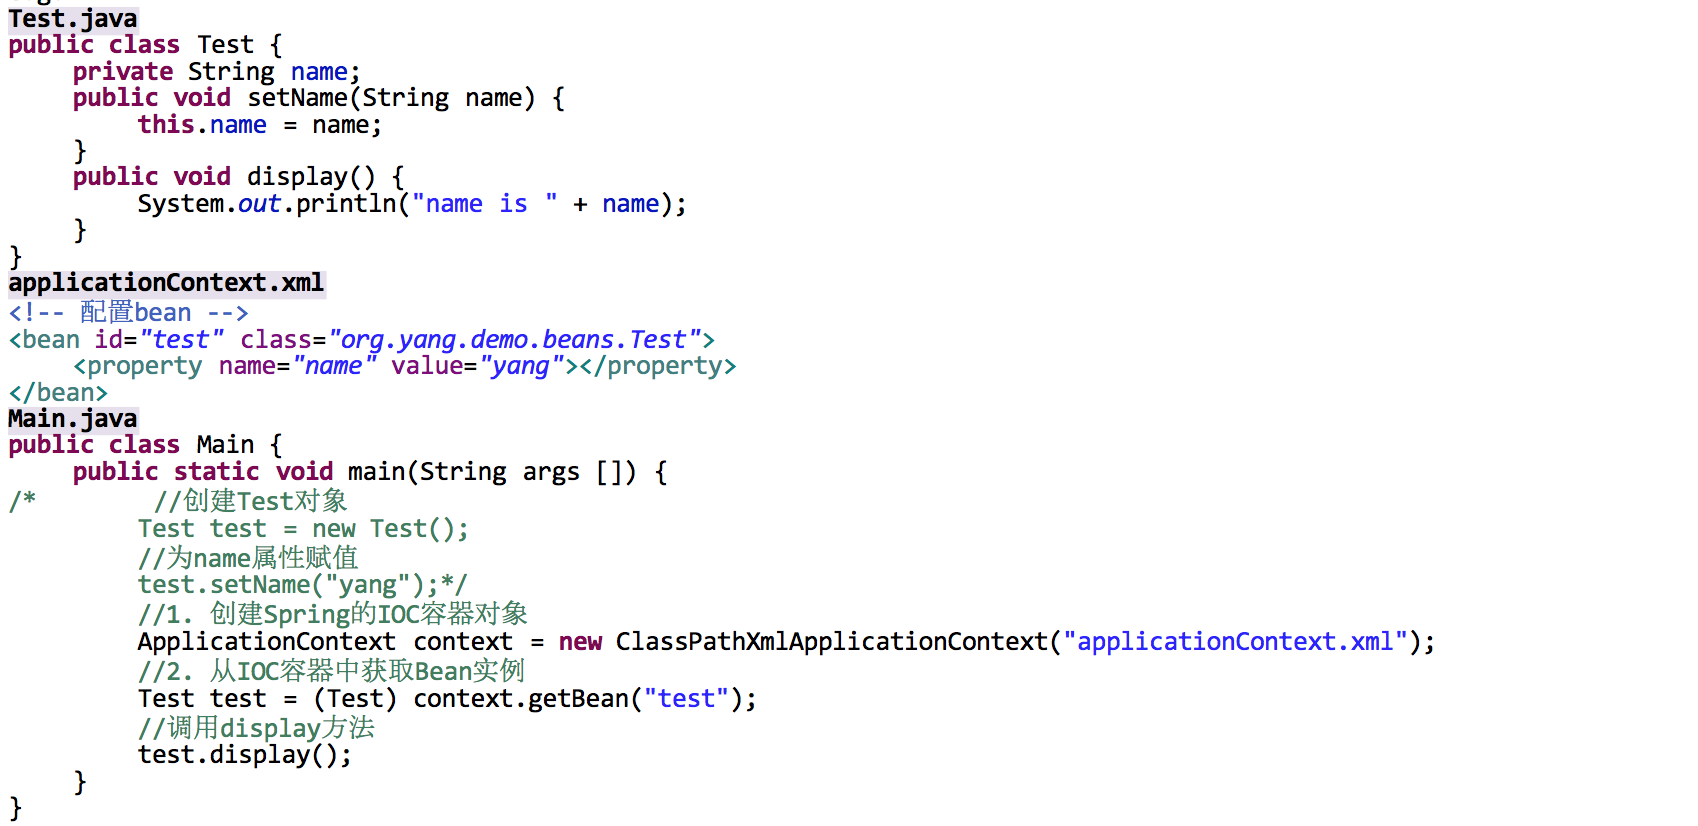 Test.java
public class Test {
    private String name;
    public void setName(String name) {
        this.name = name;
    }
    public void display() {
        System.out.println("name is " + name);
    }
}
applicationContext.xml
<!-- 配置bean -->
<bean id="test" class="org.yang.demo.beans.Test">
    <property name="name" value="yang"></property>
</bean>
Main.java
public class Main {
    public static void main(String args []) {
/*       //创建Test对象
        Test test = new Test();
        //为name属性赋值
        test.setName("yang");*/
        //1. 创建Spring的IOC容器对象
        ApplicationContext context = new ClassPathXmlApplicationContext("applicationContext.xml");
        //2. 从IOC容器中获取Bean实例
        Test test = (Test) context.getBean("test");
        //调用display方法
        test.display();
    }
}